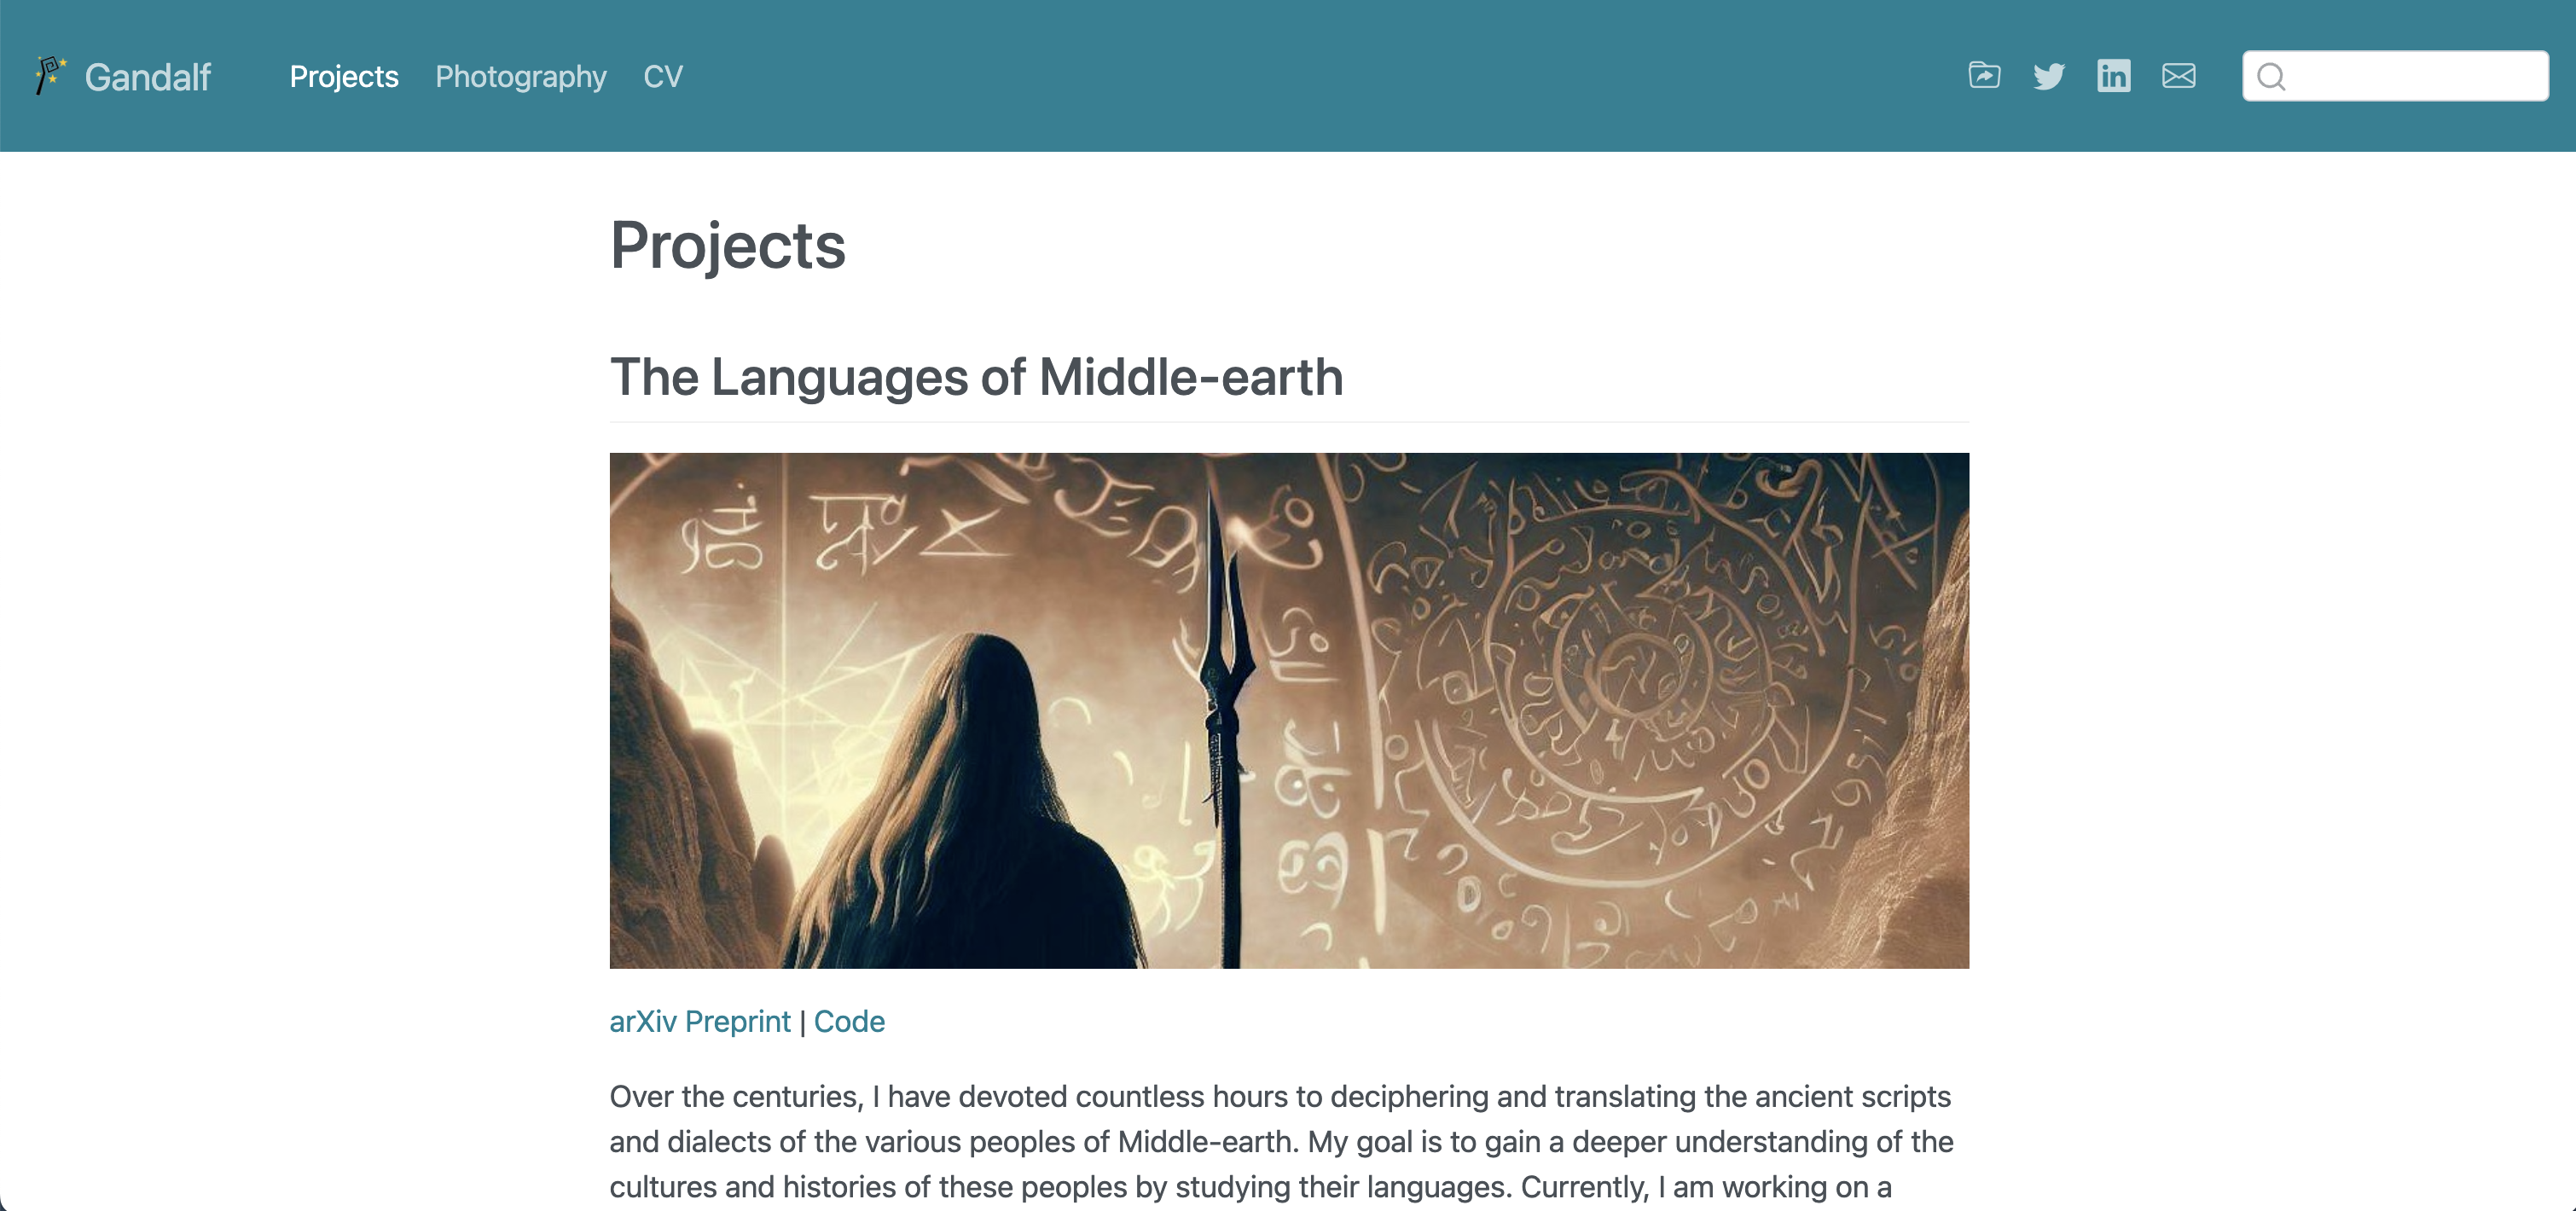 Gandalf
Projects Photography CV
Projects
The Languages of Middle-earth
arXiv Preprint | Code
Over the centuries, I have devoted countless hours to deciphering and translating the ancient scripts
and dialects of the various peoples of Middle-earth. My goal is to gain a deeper understanding of the
cultures and histories of these peoples by studying their languages. Currently, I am working on a